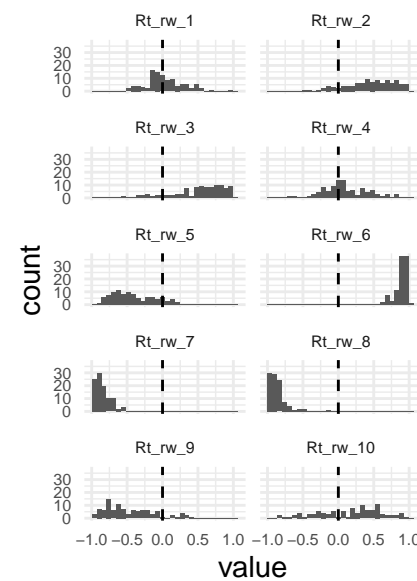 Rt_rw_1 Rt_rw_2
30
20
10
0
Rt_rw_3 Rt_rw_4
30
20
10
0
Rt_rw_5 Rt_rw_6
30
20
10
0
Rt_rw_7 Rt_rw_8
30
20
10
0
Rt_rw_9 Rt_rw_10
30
20
10
0
−1.0 −0.5 0.0 0.5 1.0 −1.0 −0.5 0.0 0.5 1.0
count
value